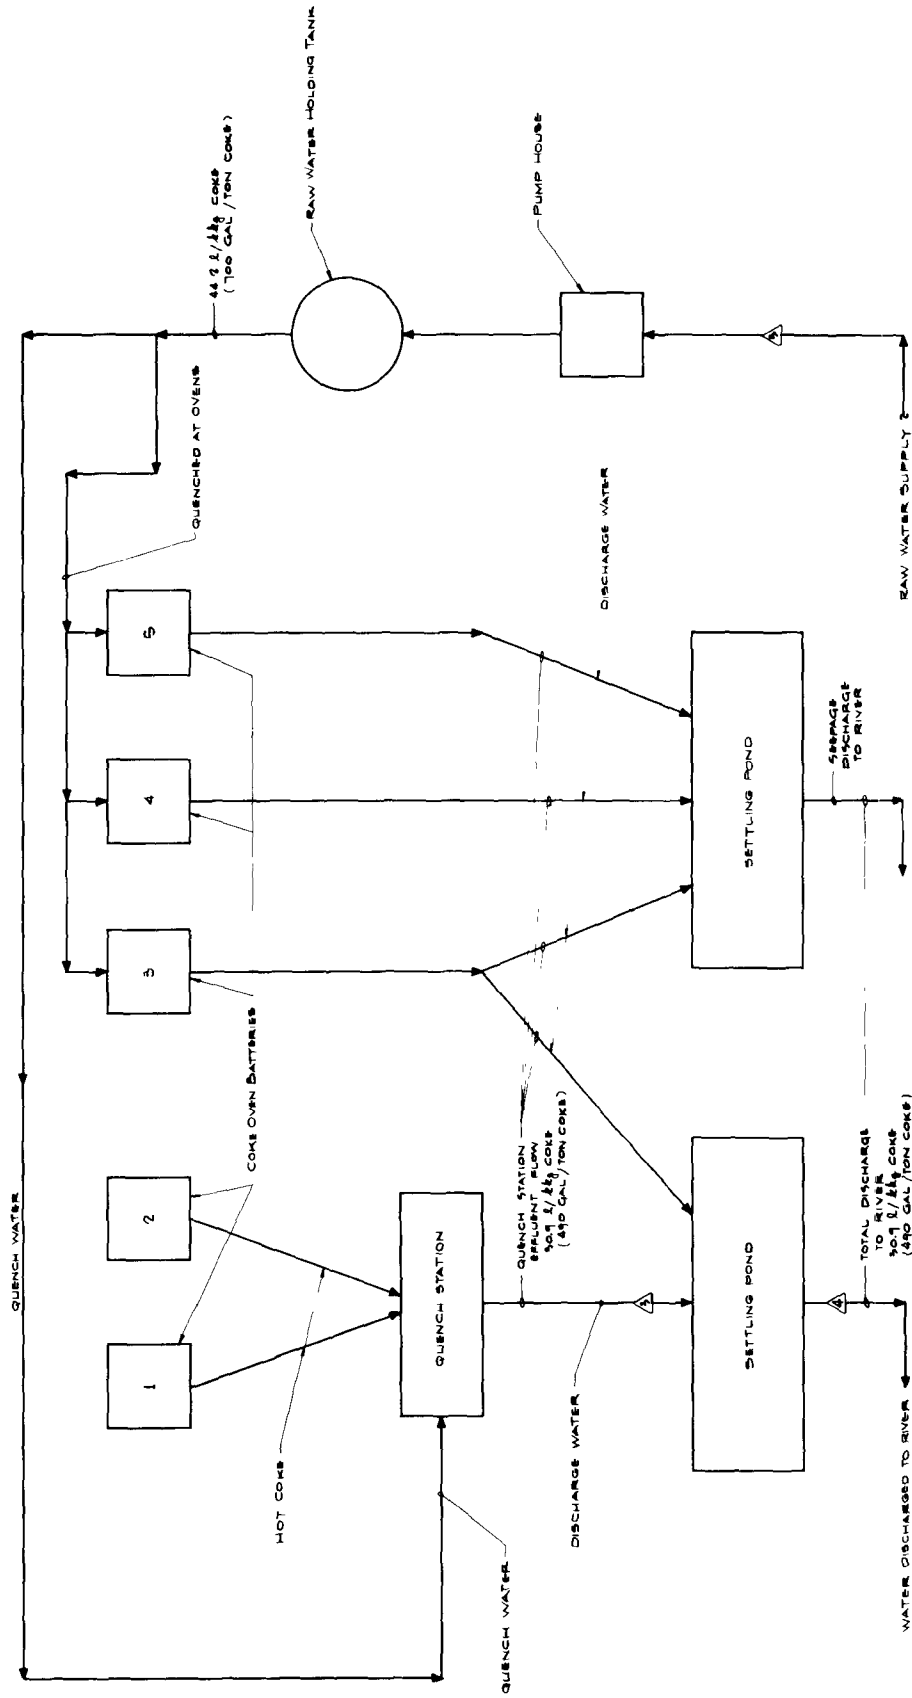 QUENCH WATER
44.2 l/kkg COKE
(700 GAL/TON COKE)
RAW WATER HOLDING TANK
QUENCHED AT OVENS
PUMP HOUSE
1
2
3
4
5
COKE OVEN BATTERIES
HOT COKE
QUENCH STATION
QUENCH WATER
QUENCH STATION
EFFLUENT FLOW
30.9 l/kkg COKE
(490 GAL/TON COKE)
DISCHARGE WATER
DISCHARGE WATER
SETTLING POND
SETTLING POND
4
SEEPAGE
DISCHARGE
TO RIVER
TOTAL DISCHARGE
TO RIVER
30.9 l/kkg COKE
(490 GAL/TON COKE)
WATER DISCHARGED TO RIVER
RAW WATER SUPPLY